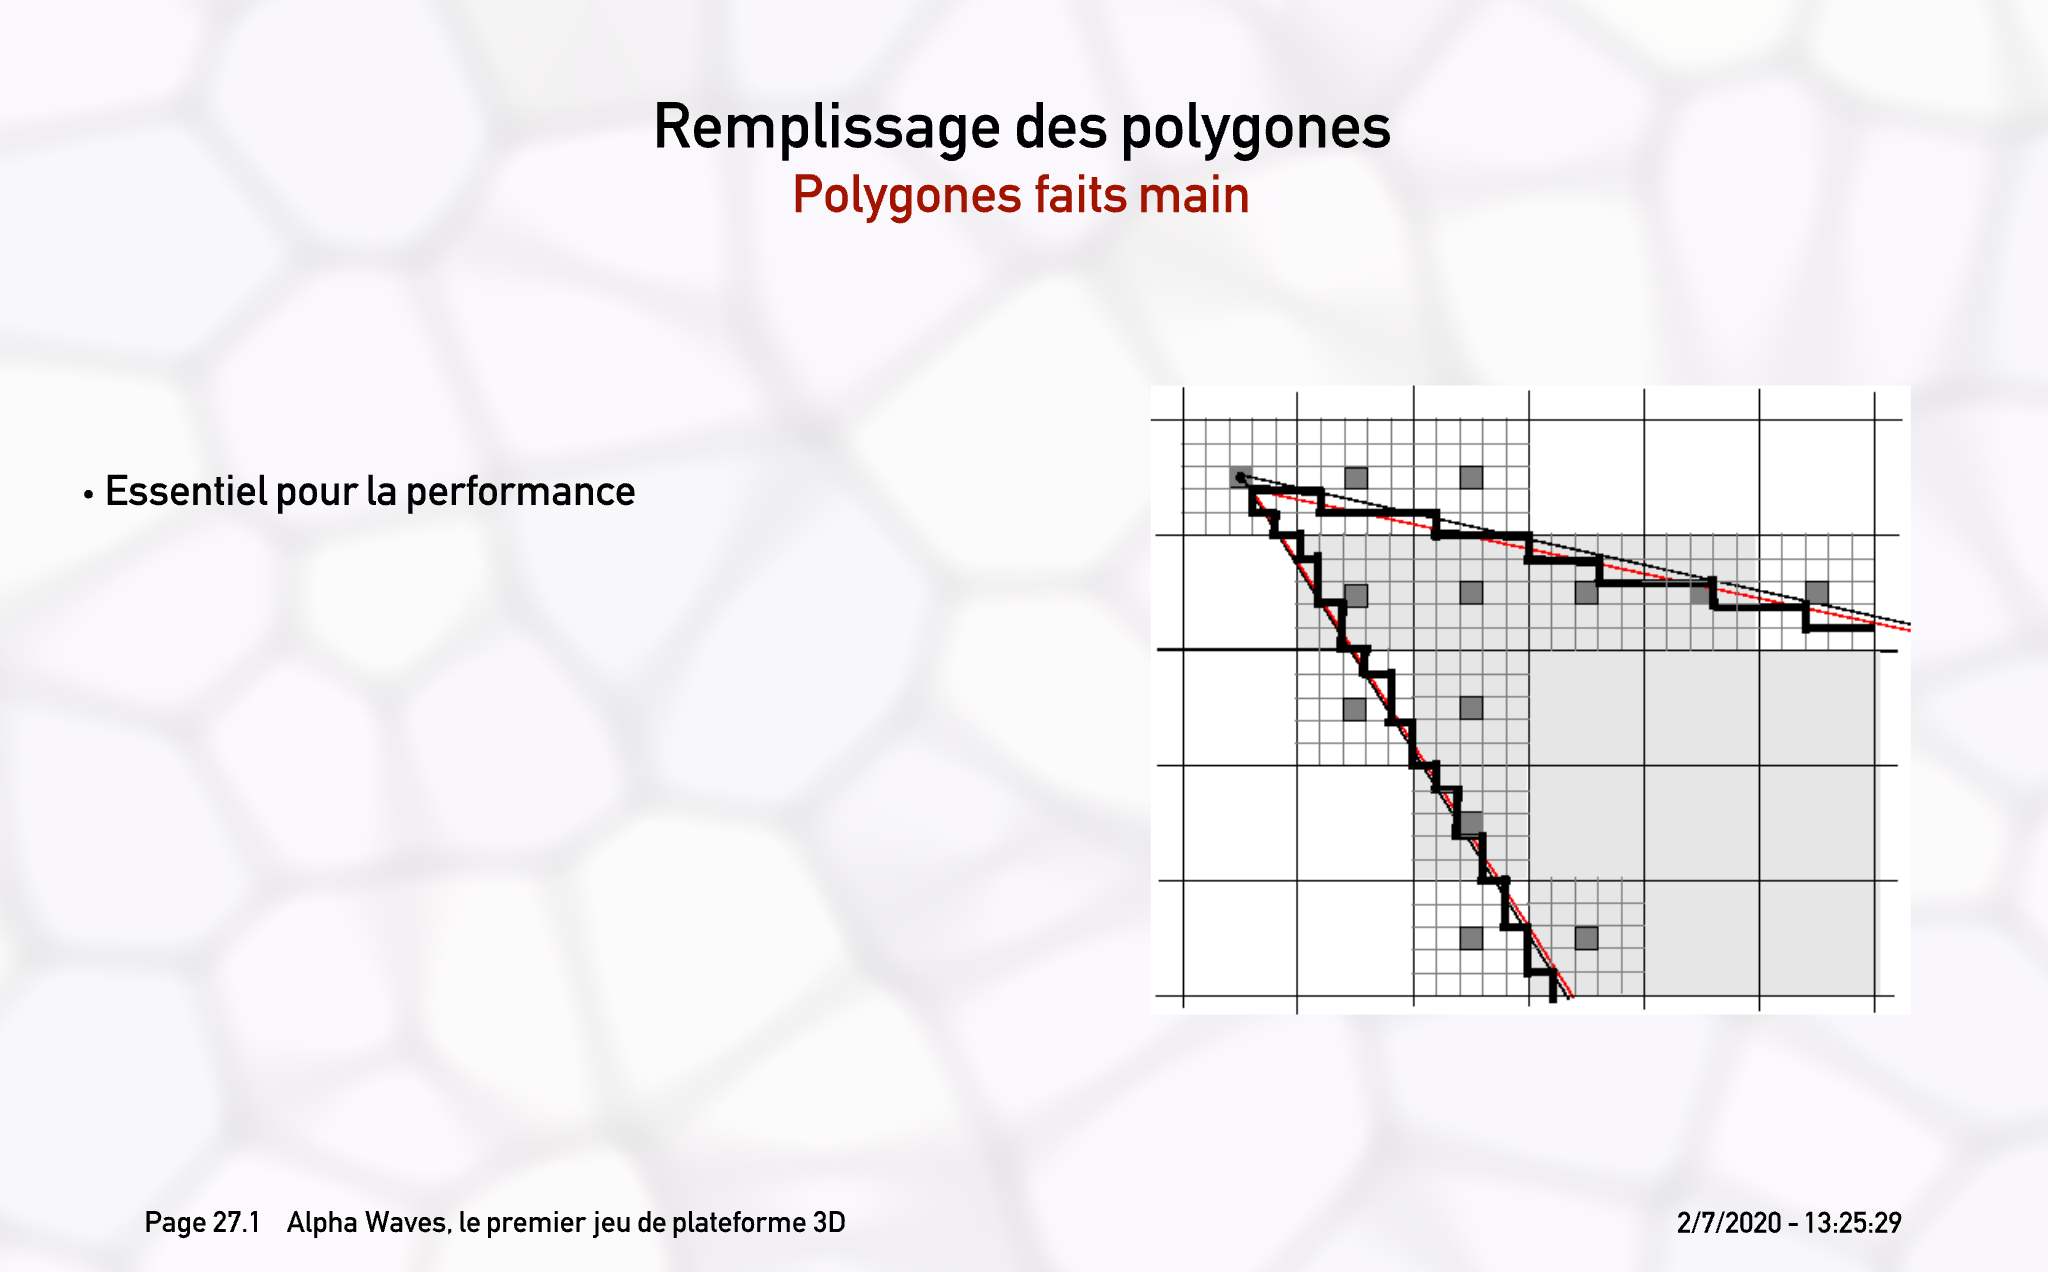 Remplissage des polygones
Polygones faits main
• Essentiel pour la performance
Page 27.1 Alpha Waves, le premier jeu de plateforme 3D
2/7/2020 - 13:25:29